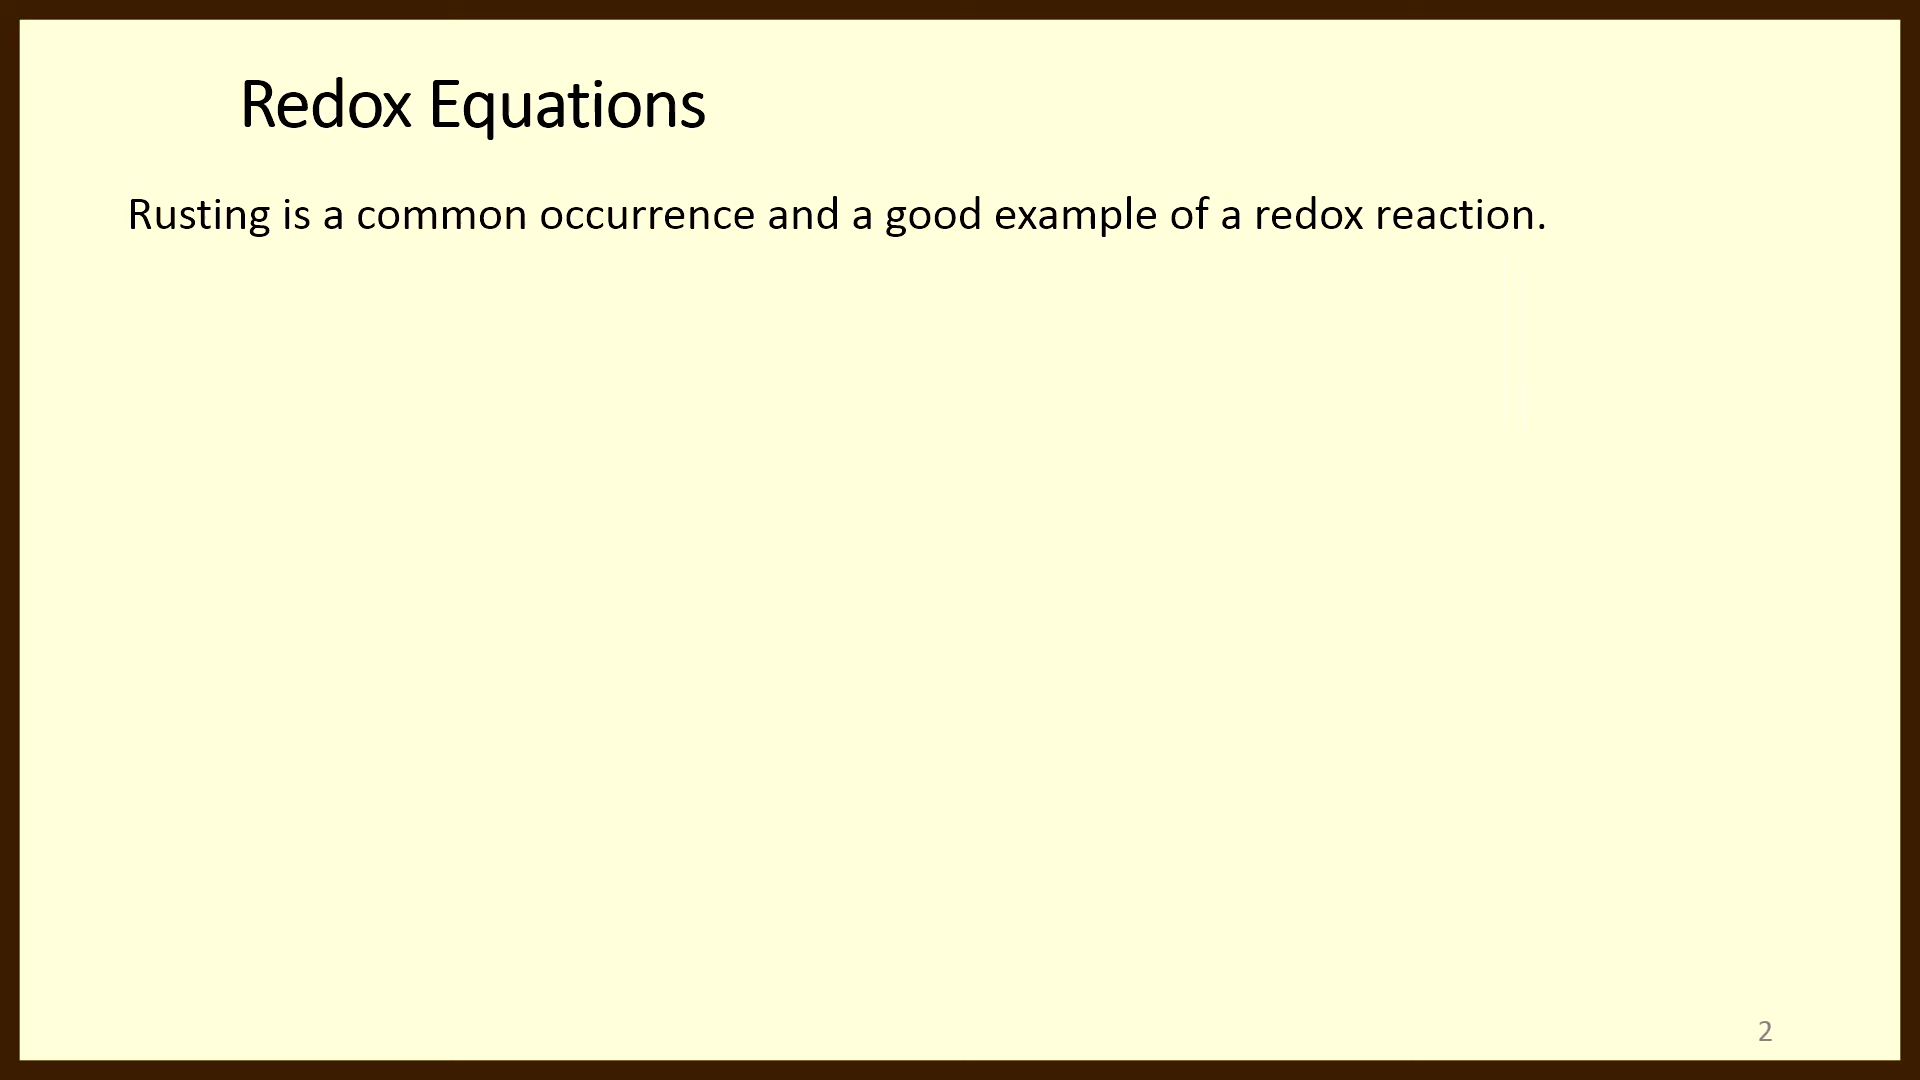 Redox Equations
Rusting is a common occurrence and a good example of a redox reaction.
2